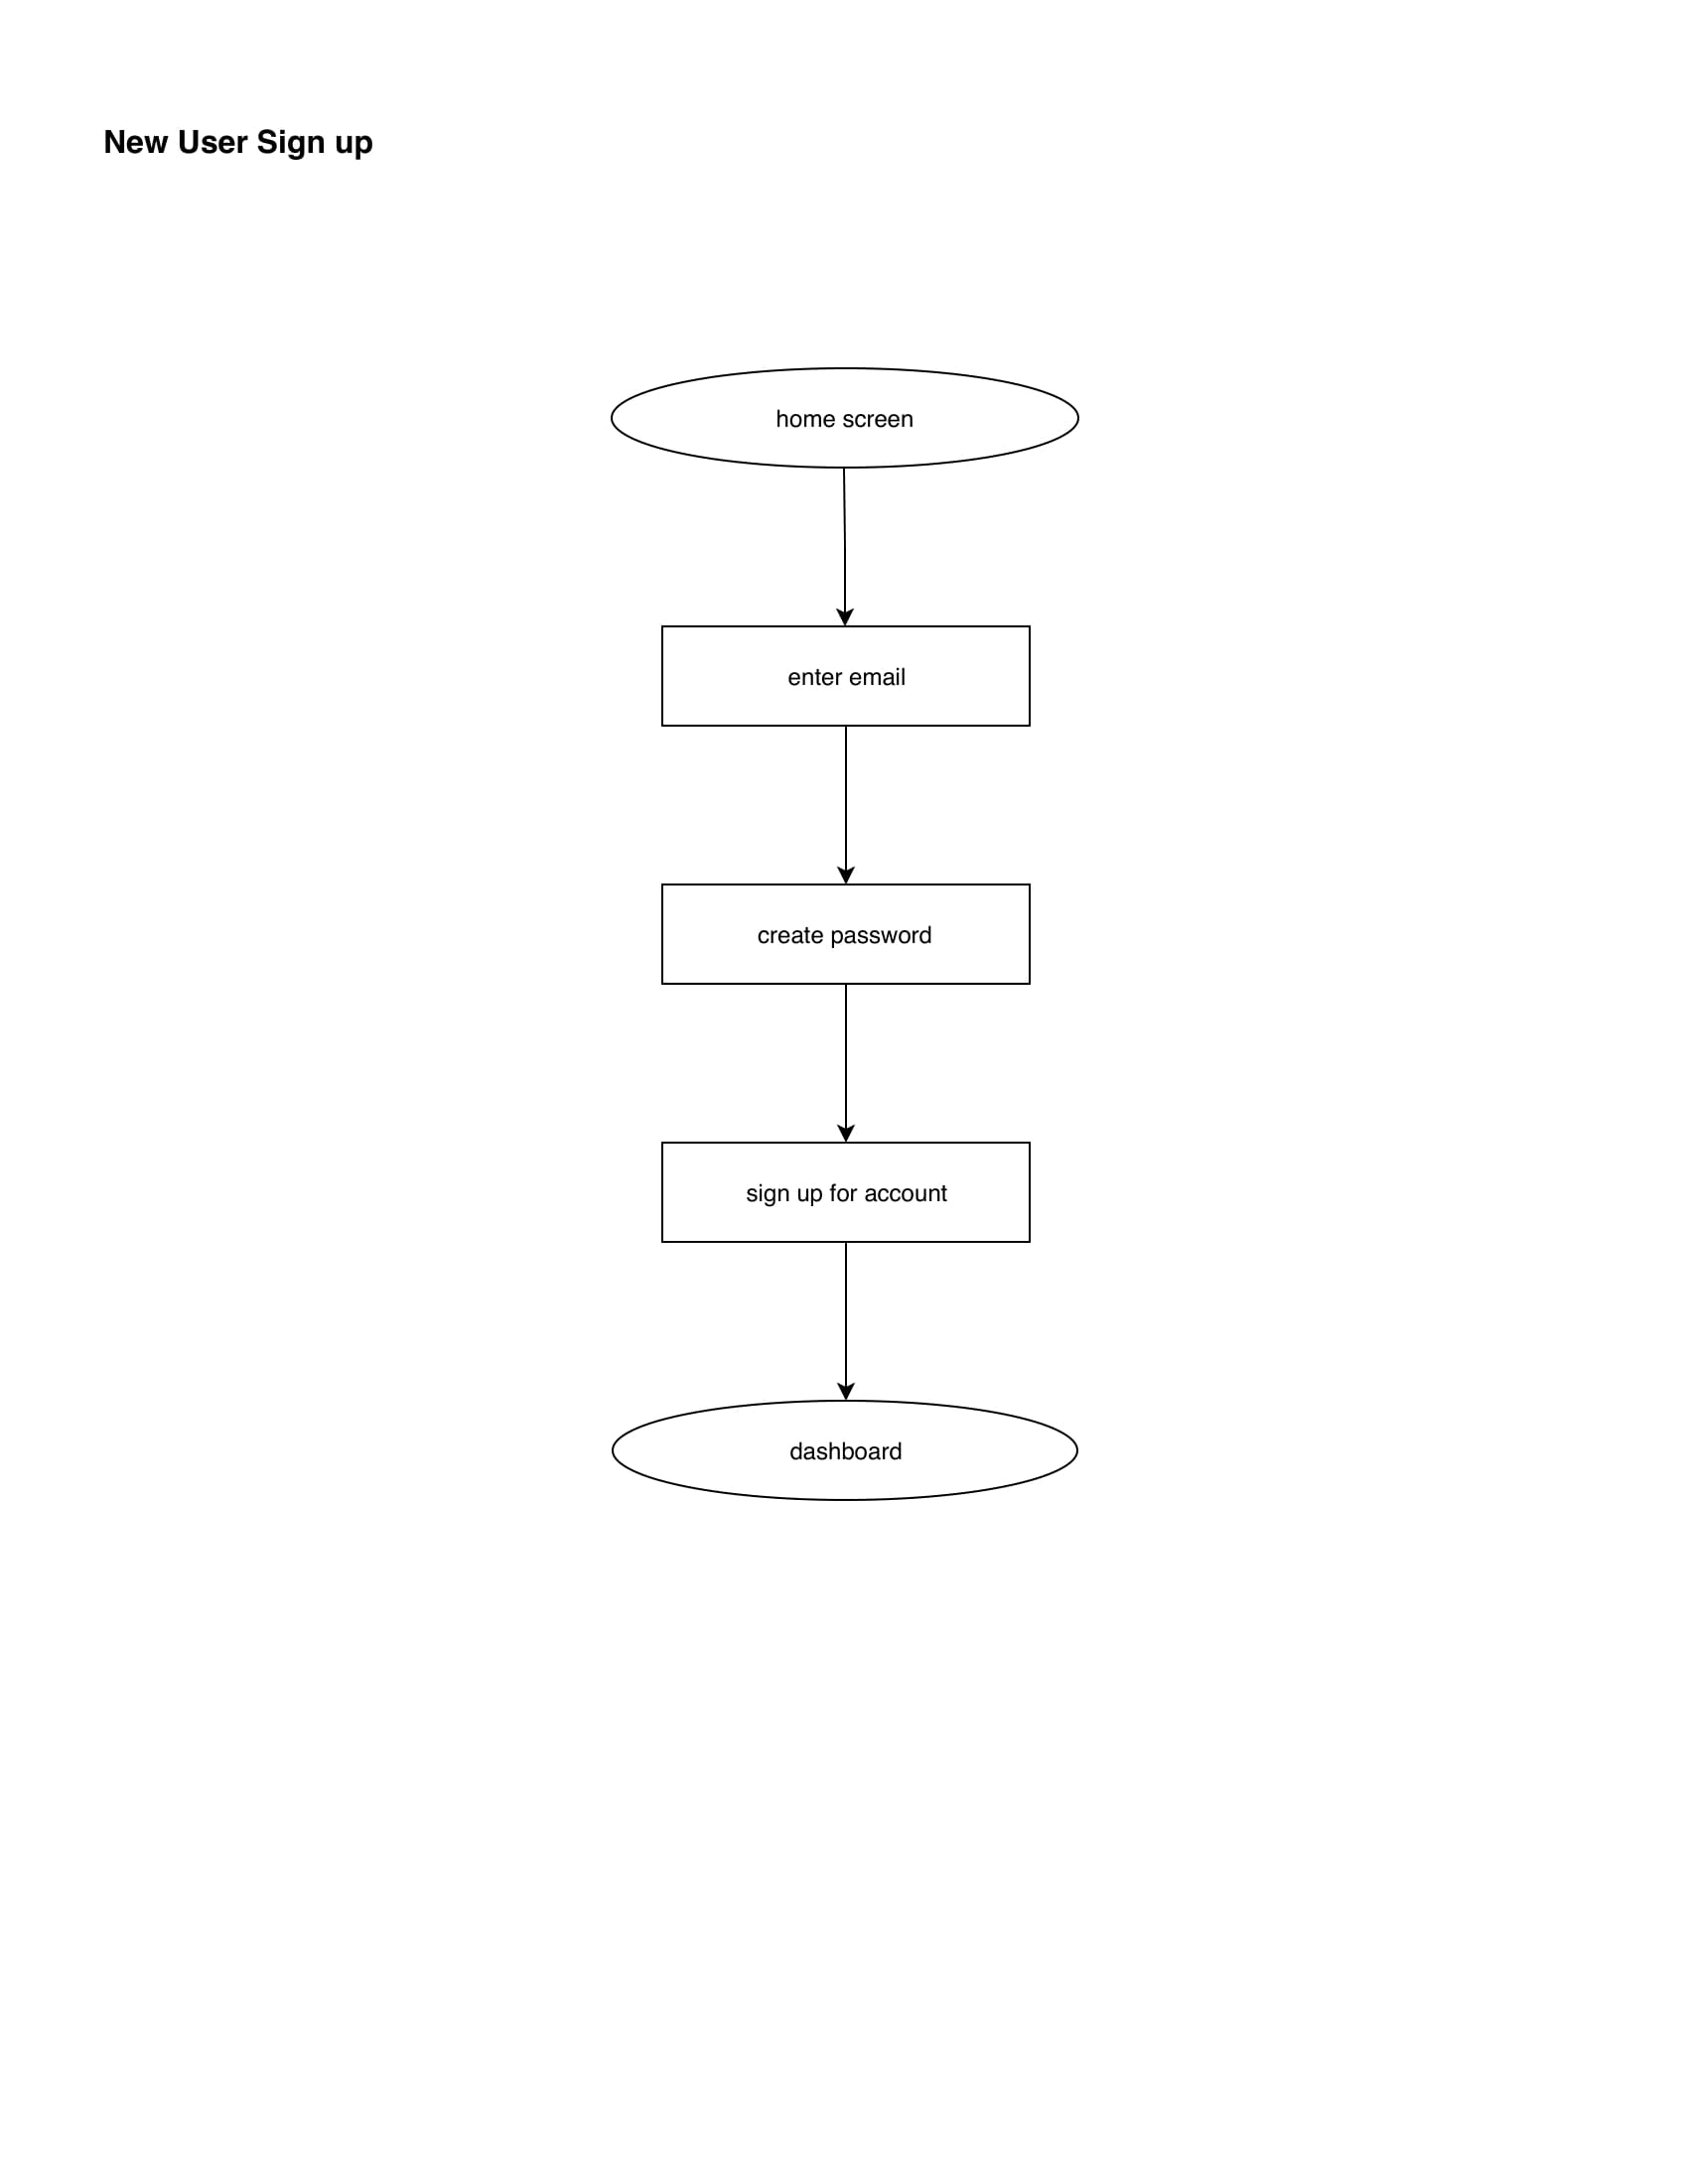 New User Sign up
home screen
enter email
create password
sign up for account
dashboard